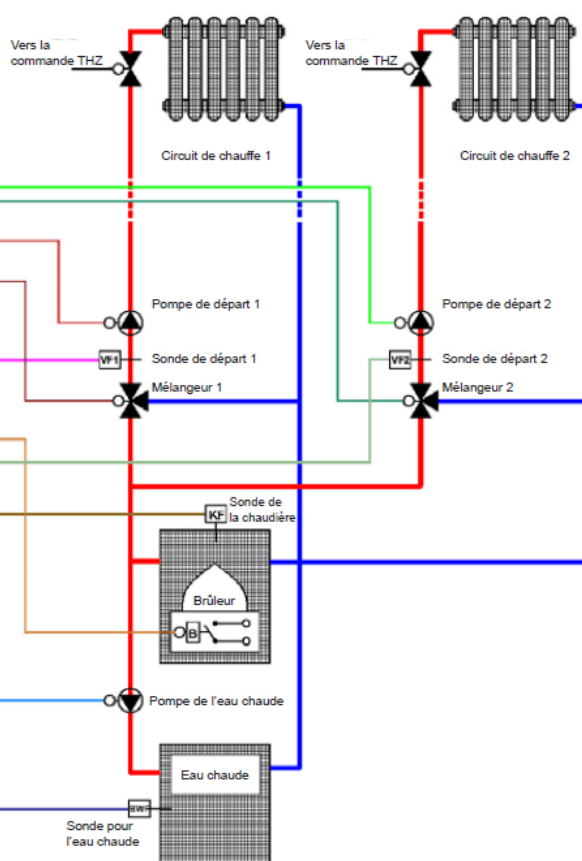 Vers la
commande THZ
Vers la
commande THZ
Circuit de chauffe 1
Circuit de chauffe 2
Pompe de départ 1
Pompe de départ 2
VF1
Sonde de départ 1
VF2
Sonde de départ 2
Mélangeur 1
Mélangeur 2
KF
Sonde de
la chaudière
Brûleur
B
Pompe de l'eau chaude
Eau chaude
BWF
Sonde pour
l'eau chaude